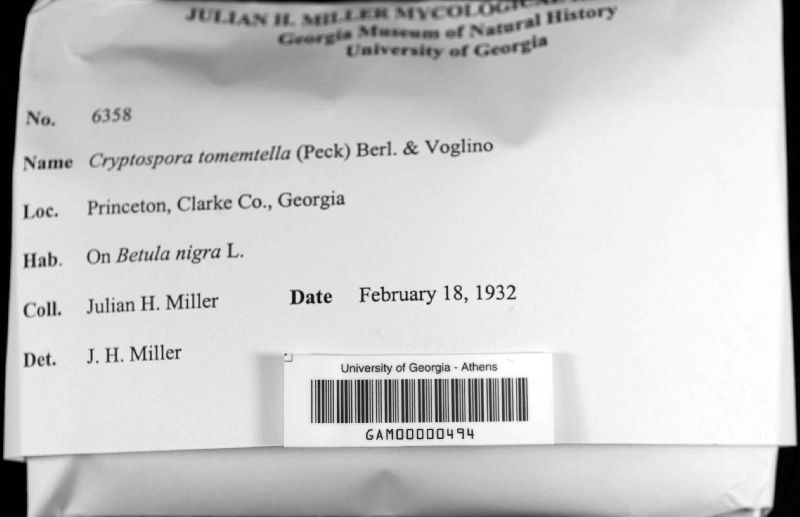 JULIAN H. MILLER MYCOLOGICAL
Georgia Museum of Natural History
University of Georgia
No. 6358
Name Cryptospora tomemtella (Peck) Berl. & Voglino
Loc. Princeton, Clarke Co., Georgia
Hab. On Betula nigra L.
Coll. Julian H. Miller Date February 18, 1932
Det. J. H. Miller
University of Georgia - Athens
GAM00000494